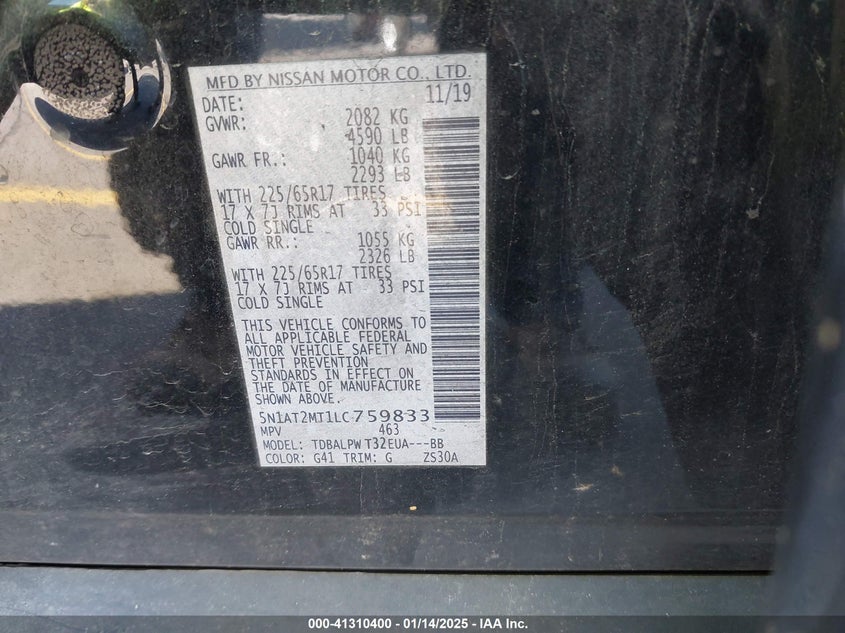 MFD BY NISSAN MOTOR CO., LTD.
DATE: 11/19
GVWR: 2082 KG
4590 LB
GAWR FR.: 1040 KG
2293 LB
WITH 225/65R17 TIRES
17 X 7J RIMS AT 33 PSI
COLD SINGLE
GAWR RR.: 1055 KG
2326 LB
WITH 225/65R17 TIRES
17 X 7J RIMS AT 33 PSI
COLD SINGLE
THIS VEHICLE CONFORMS TO
ALL APPLICABLE FEDERAL
MOTOR VEHICLE SAFETY AND
THEFT PREVENTION
STANDARDS IN EFFECT ON
THE DATE OF MANUFACTURE
SHOWN ABOVE.
5N1AT2MT1LC759833
MPV 463
MODEL: TDBALPW T32EUA---BB
COLOR: G41 TRIM: G ZS30A
000-41310400 - 01/14/2025 - IAA Inc.